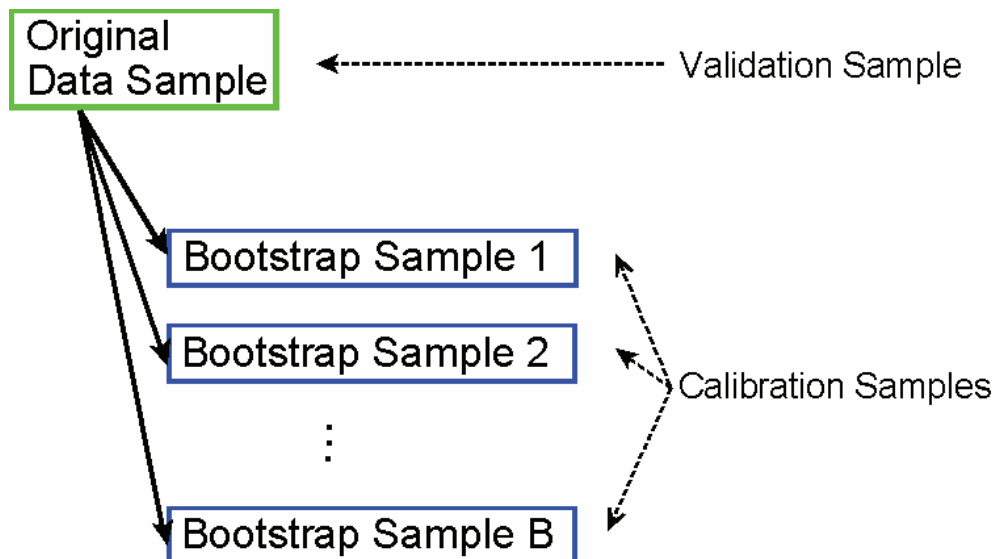 Original
Data Sample
Validation Sample
Bootstrap Sample 1
Bootstrap Sample 2
Calibration Samples
⋮
Bootstrap Sample B